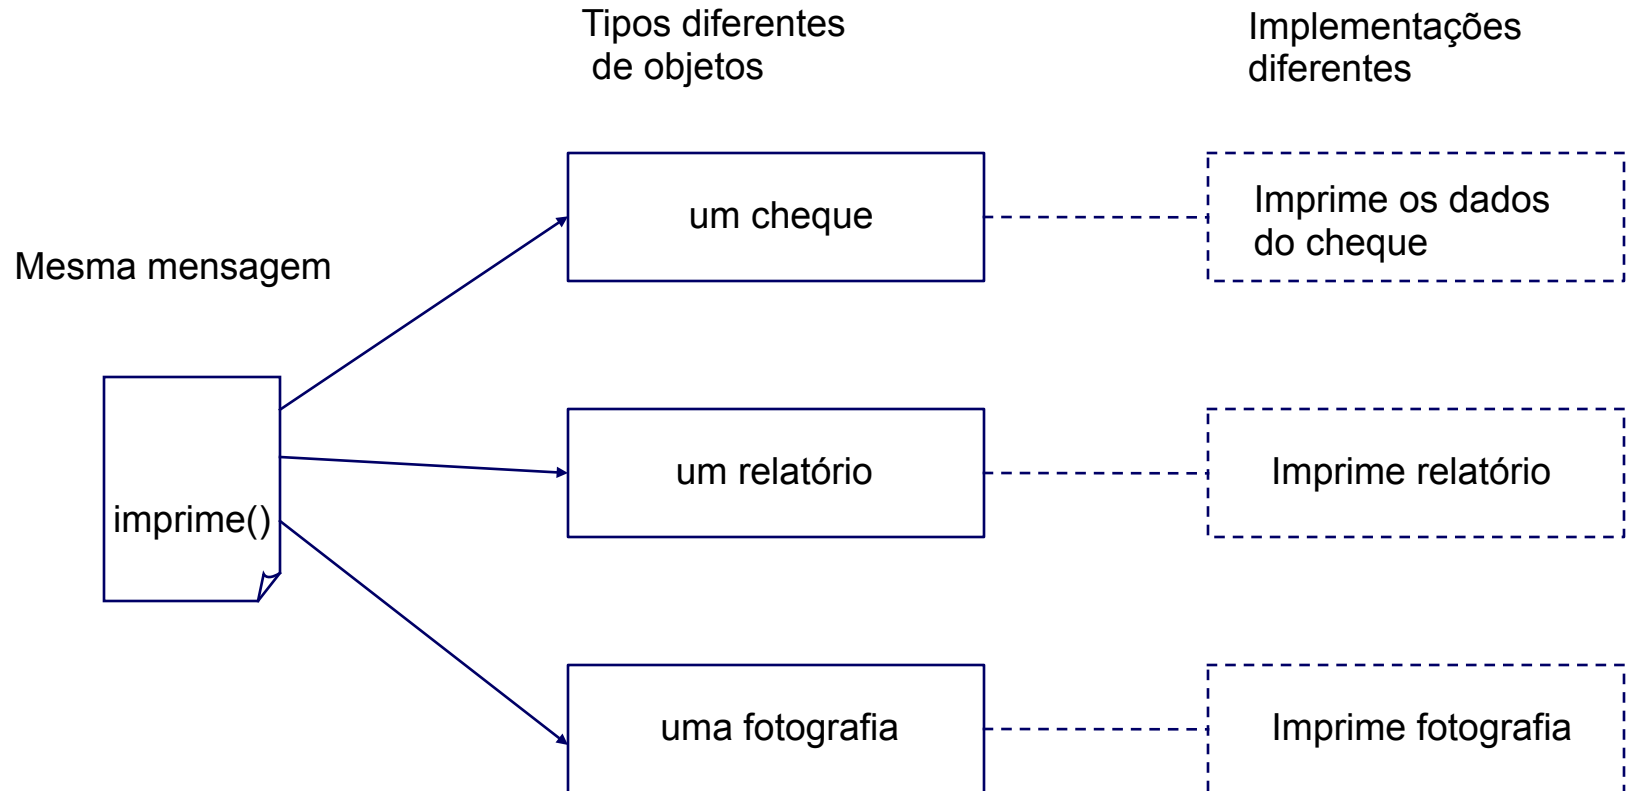 Tipos diferentes
de objetos
Implementações
diferentes
Mesma mensagem
imprime()
um cheque
Imprime os dados
do cheque
um relatório
Imprime relatório
uma fotografia
Imprime fotografia